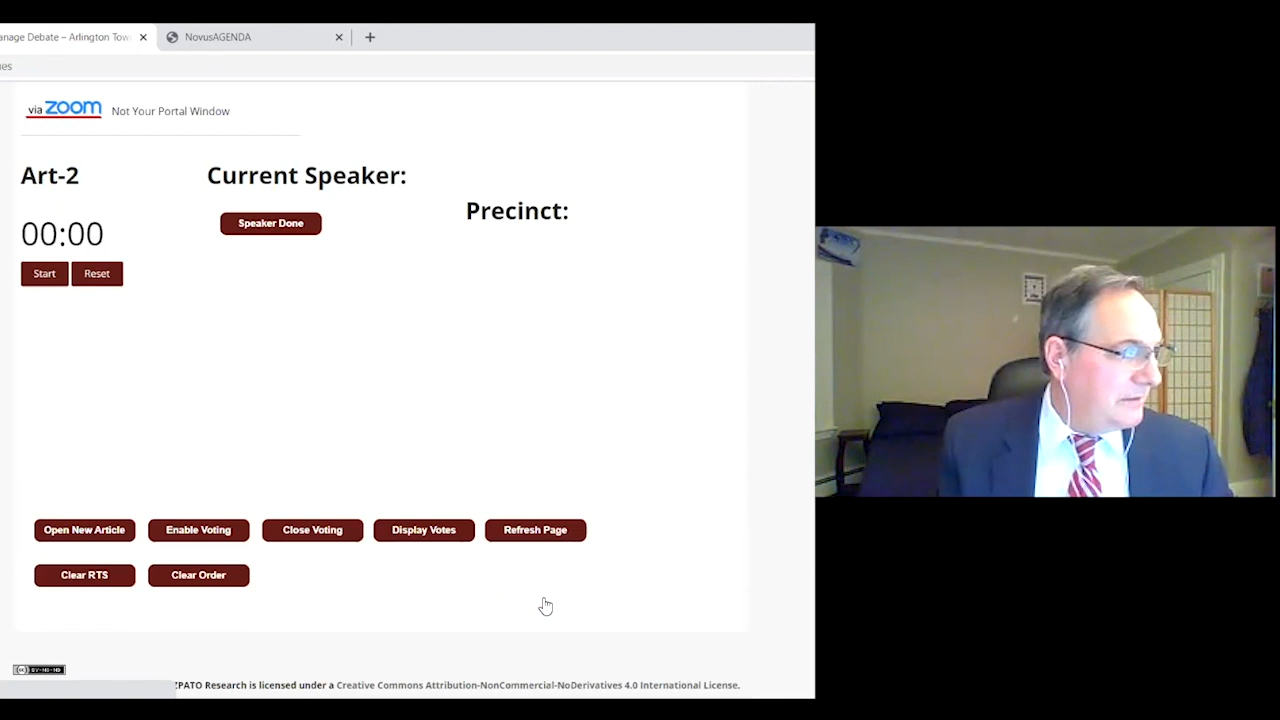 anage Debate – Arlington Tow
NovusAGENDA
via zoom Not Your Portal Window
Art-2
Current Speaker:
Precinct:
Speaker Done
00:00
Start Reset
Open New Article Enable Voting Close Voting Display Votes Refresh Page
Clear RTS Clear Order
ZPATO Research is licensed under a Creative Commons Attribution-NonCommercial-NoDerivatives 4.0 International License.